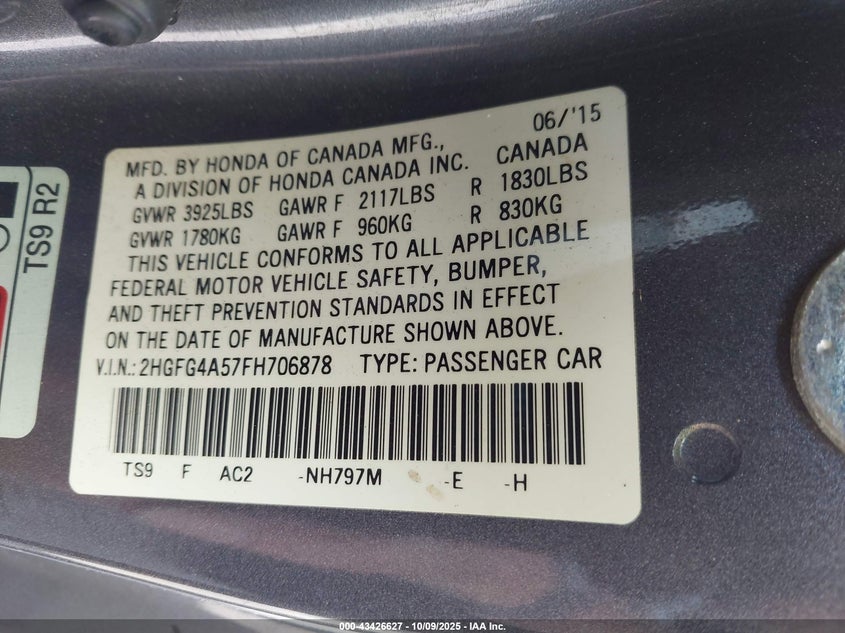 06/'15
MFD. BY HONDA OF CANADA MFG.,
A DIVISION OF HONDA CANADA INC. CANADA
GVWR 3925LBS GAWR F 2117LBS R 1830LBS
GVWR 1780KG GAWR F 960KG R 830KG
THIS VEHICLE CONFORMS TO ALL APPLICABLE
FEDERAL MOTOR VEHICLE SAFETY, BUMPER,
AND THEFT PREVENTION STANDARDS IN EFFECT
ON THE DATE OF MANUFACTURE SHOWN ABOVE.
V.I.N.: 2HGFG4A57FH706878 TYPE: PASSENGER CAR
TS9 F AC2 -NH797M -E -H
TS9 R2
000-43426627 - 10/09/2025 - IAA Inc.